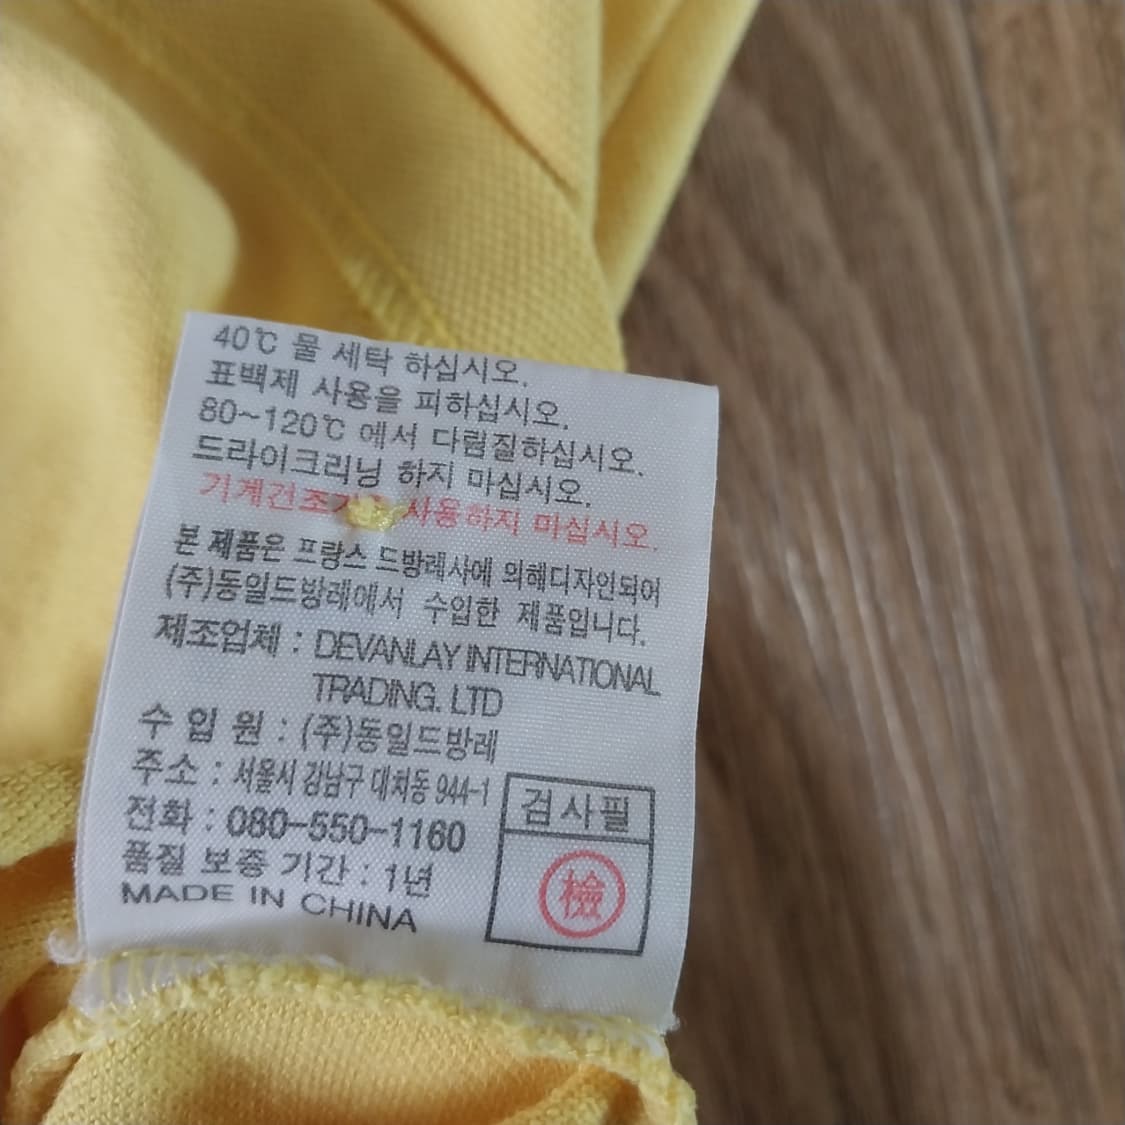 40℃ 물 세탁 하십시오.
표백제 사용을 피하십시오.
80~120℃ 에서 다림질하십시오.
드라이크리닝 하지 마십시오.
기계건조기 사용하지 마십시오.
본 제품은 프랑스 드방레사에 의해디자인되어
(주)동일드방레에서 수입한 제품입니다.
제조업체 : DEVANLAY INTERNATIONAL
TRADING. LTD
수 입 원 : (주)동일드방레
주소 : 서울시 강남구 대치동 944-1
전화 : 080-550-1160
품질 보증 기간 : 1년
MADE IN CHINA
검사필
檢